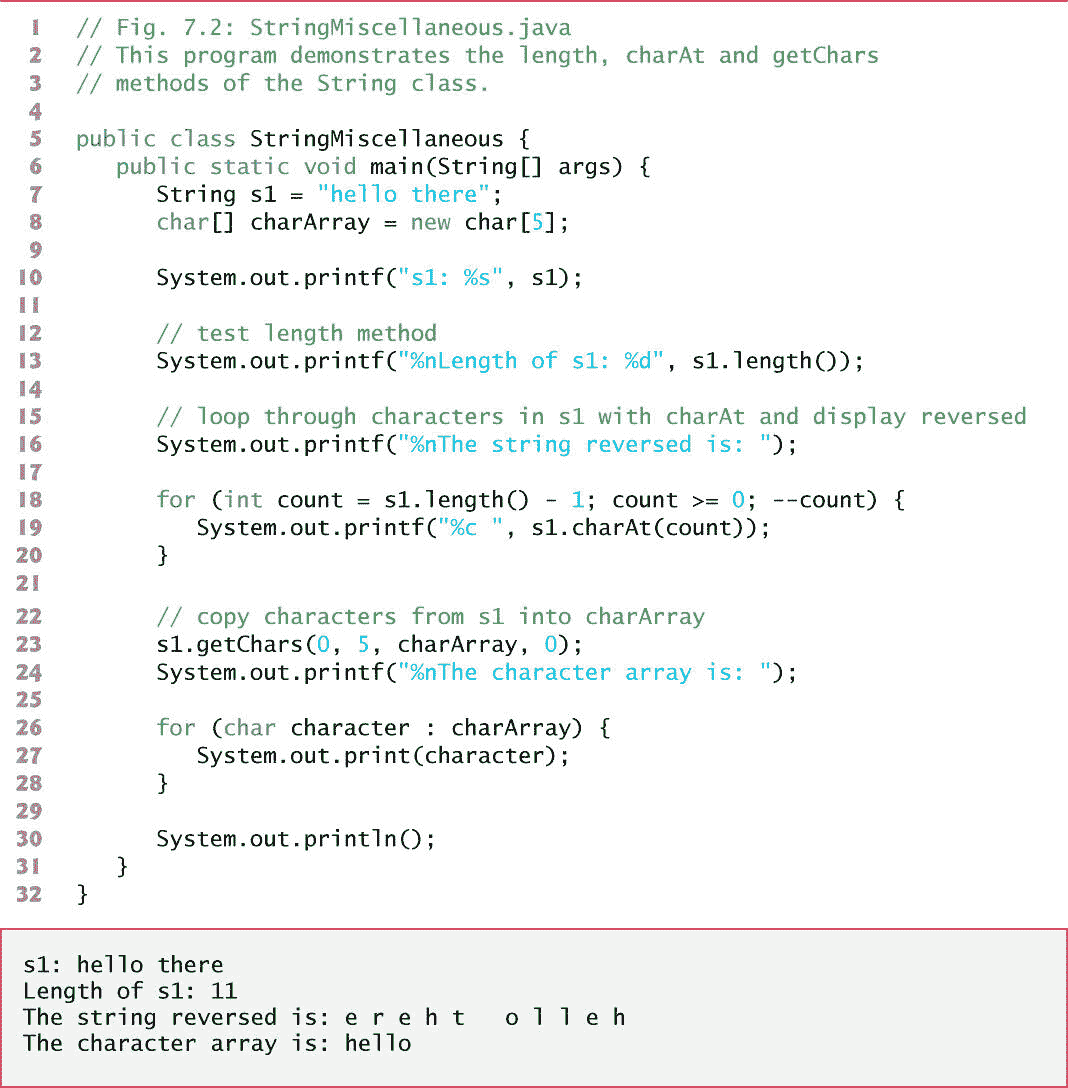 1 // Fig. 7.2: StringMiscellaneous.java
2 // This program demonstrates the length, charAt and getChars
3 // methods of the String class.
4
5 public class StringMiscellaneous {
6 public static void main(String[] args) {
7 String s1 = "hello there";
8 char[] charArray = new char[5];
9
10 System.out.printf("s1: %s", s1);
11
12 // test length method
13 System.out.printf("%nLength of s1: %d", s1.length());
14
15 // loop through characters in s1 with charAt and display reversed
16 System.out.printf("%nThe string reversed is: ");
17
18 for (int count = s1.length() - 1; count >= 0; --count) {
19 System.out.printf("%c ", s1.charAt(count));
20 }
21
22 // copy characters from s1 into charArray
23 s1.getChars(0, 5, charArray, 0);
24 System.out.printf("%nThe character array is: ");
25
26 for (char character : charArray) {
27 System.out.print(character);
28 }
29
30 System.out.println();
31 }
32 }
s1: hello there
Length of s1: 11
The string reversed is: e r e h t   o l l e h
The character array is: hello